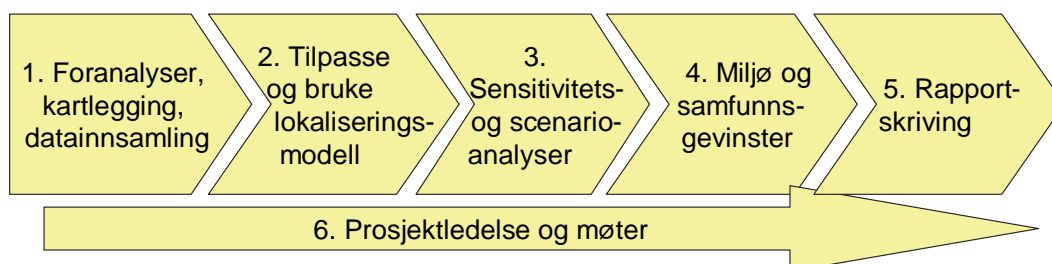 1. Foranalyser,
kartlegging,
datainnsamling
2. Tilpasse
og bruke
lokaliserings-
modell
3.
Sensitivitets-
og scenario-
analyser
4. Miljø og
samfunns-
gevinster
5. Rapport-
skriving
6. Prosjektledelse og møter